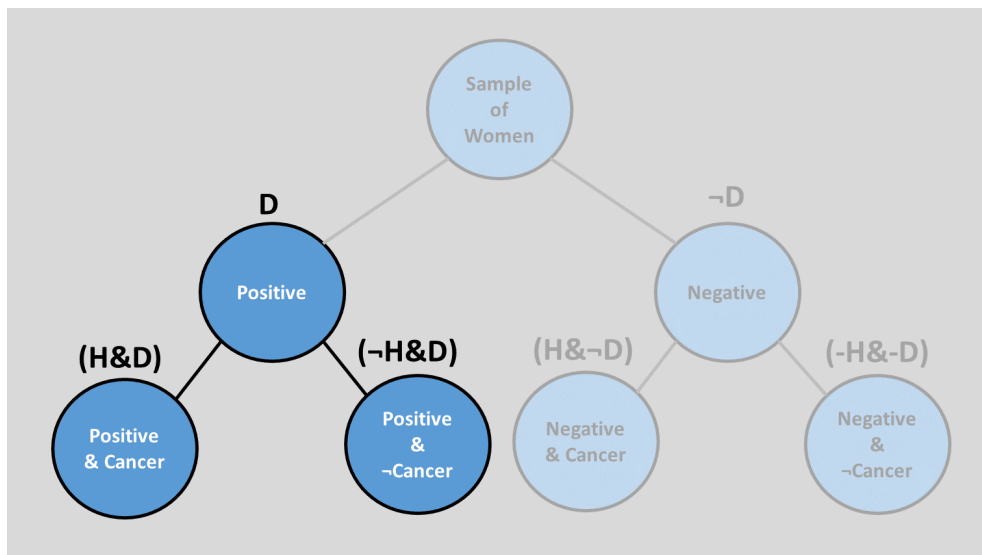 Sample
of
Women
D
¬D
Positive
Negative
(H&D)
(¬H&D)
(H&¬D)
(-H&-D)
Positive
& Cancer
Positive
&
¬Cancer
Negative
& Cancer
Negative
&
¬Cancer